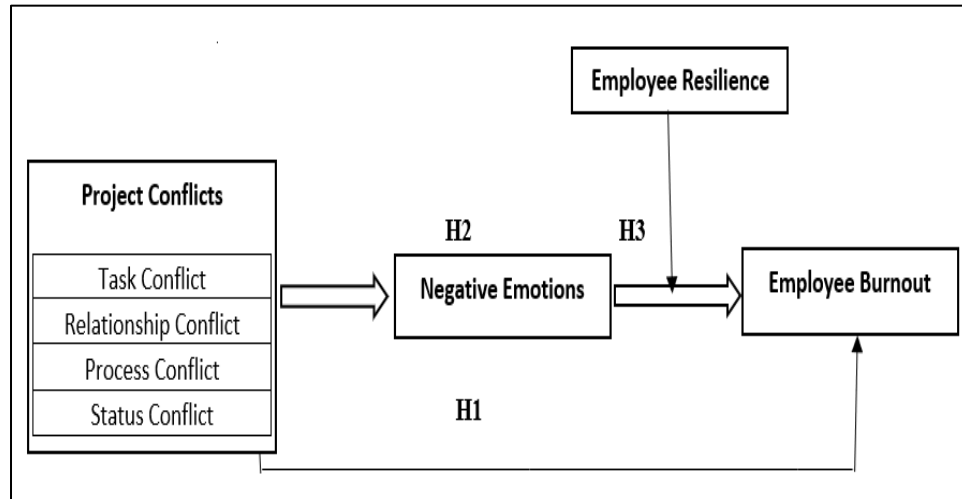 Employee Resilience
Project Conflicts
Task Conflict
Relationship Conflict
Process Conflict
Status Conflict
H2
Negative Emotions
H3
Employee Burnout
H1